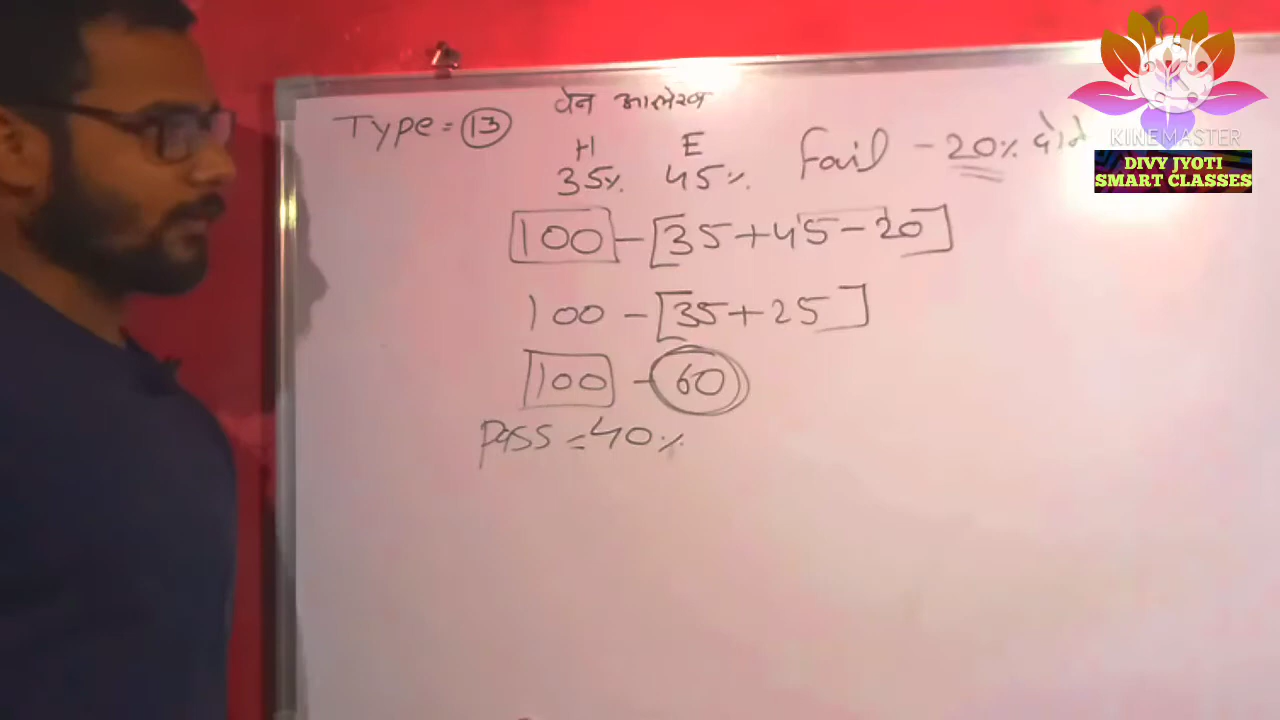 Type = 13 वेन आलेख
H E Fail - 20% दोनो
35% 45%
100 - [35 + 45 - 20]
100 - [35 + 25]
100 - 60
Pass = 40%
KINEMASTER
DIVY JYOTI
SMART CLASSES